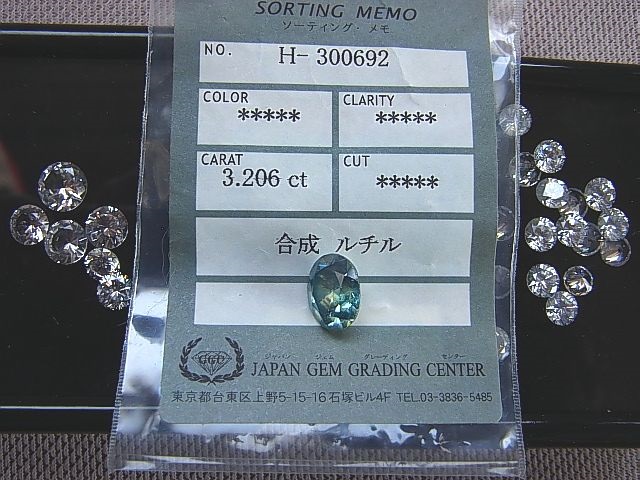 SORTING MEMO
ソーティング・メモ
NO. H-300692
COLOR *****
CLARITY *****
CARAT 3.206 ct
CUT *****
合成 ルチル
GGC
ジャパン ジェム グレーディング センター
JAPAN GEM GRADING CENTER
東京都台東区上野5-15-16石塚ビル4F TEL.03-3836-5485